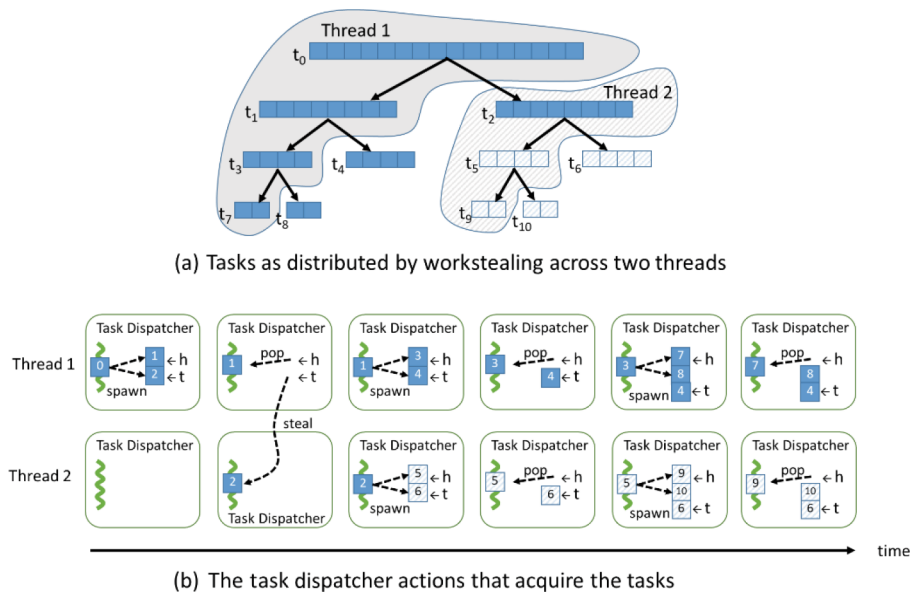 Thread 1
t0
Thread 2
t1
t2
t3
t4
t5
t6
t7
t8
t9
t10
(a) Tasks as distributed by workstealing across two threads
Thread 1
Task Dispatcher
0
1
2
h
t
spawn
Task Dispatcher
1
pop
h
t
steal
Task Dispatcher
1
3
4
h
t
spawn
Task Dispatcher
3
pop
4
h
t
Task Dispatcher
3
7
8
4
h
t
spawn
Task Dispatcher
7
pop
8
4
h
t
Thread 2
Task Dispatcher
2
Task Dispatcher
Task Dispatcher
2
5
6
h
t
spawn
Task Dispatcher
5
pop
6
h
t
Task Dispatcher
5
9
10
6
h
t
spawn
Task Dispatcher
9
pop
10
6
h
t
time
(b) The task dispatcher actions that acquire the tasks